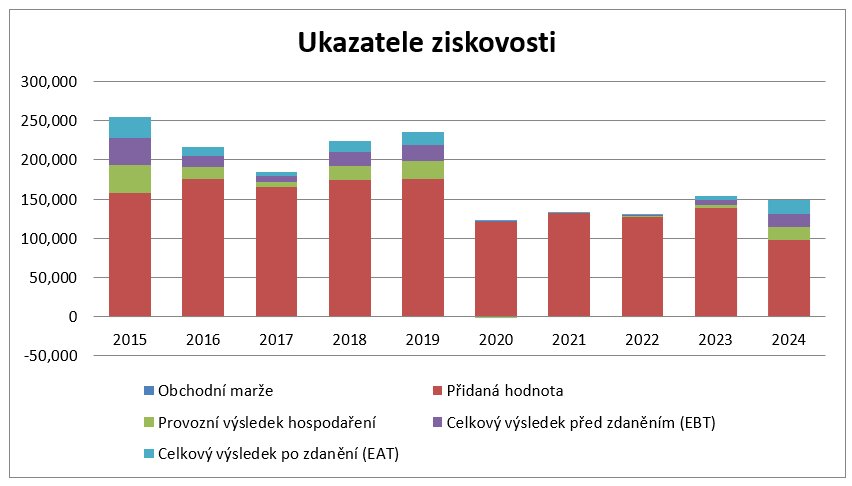 Ukazatele ziskovosti
300,000
250,000
200,000
150,000
100,000
50,000
0
-50,000
2015 2016 2017 2018 2019 2020 2021 2022 2023 2024
Obchodní marže Přidaná hodnota
Provozní výsledek hospodaření Celkový výsledek před zdaněním (EBT)
Celkový výsledek po zdanění (EAT)